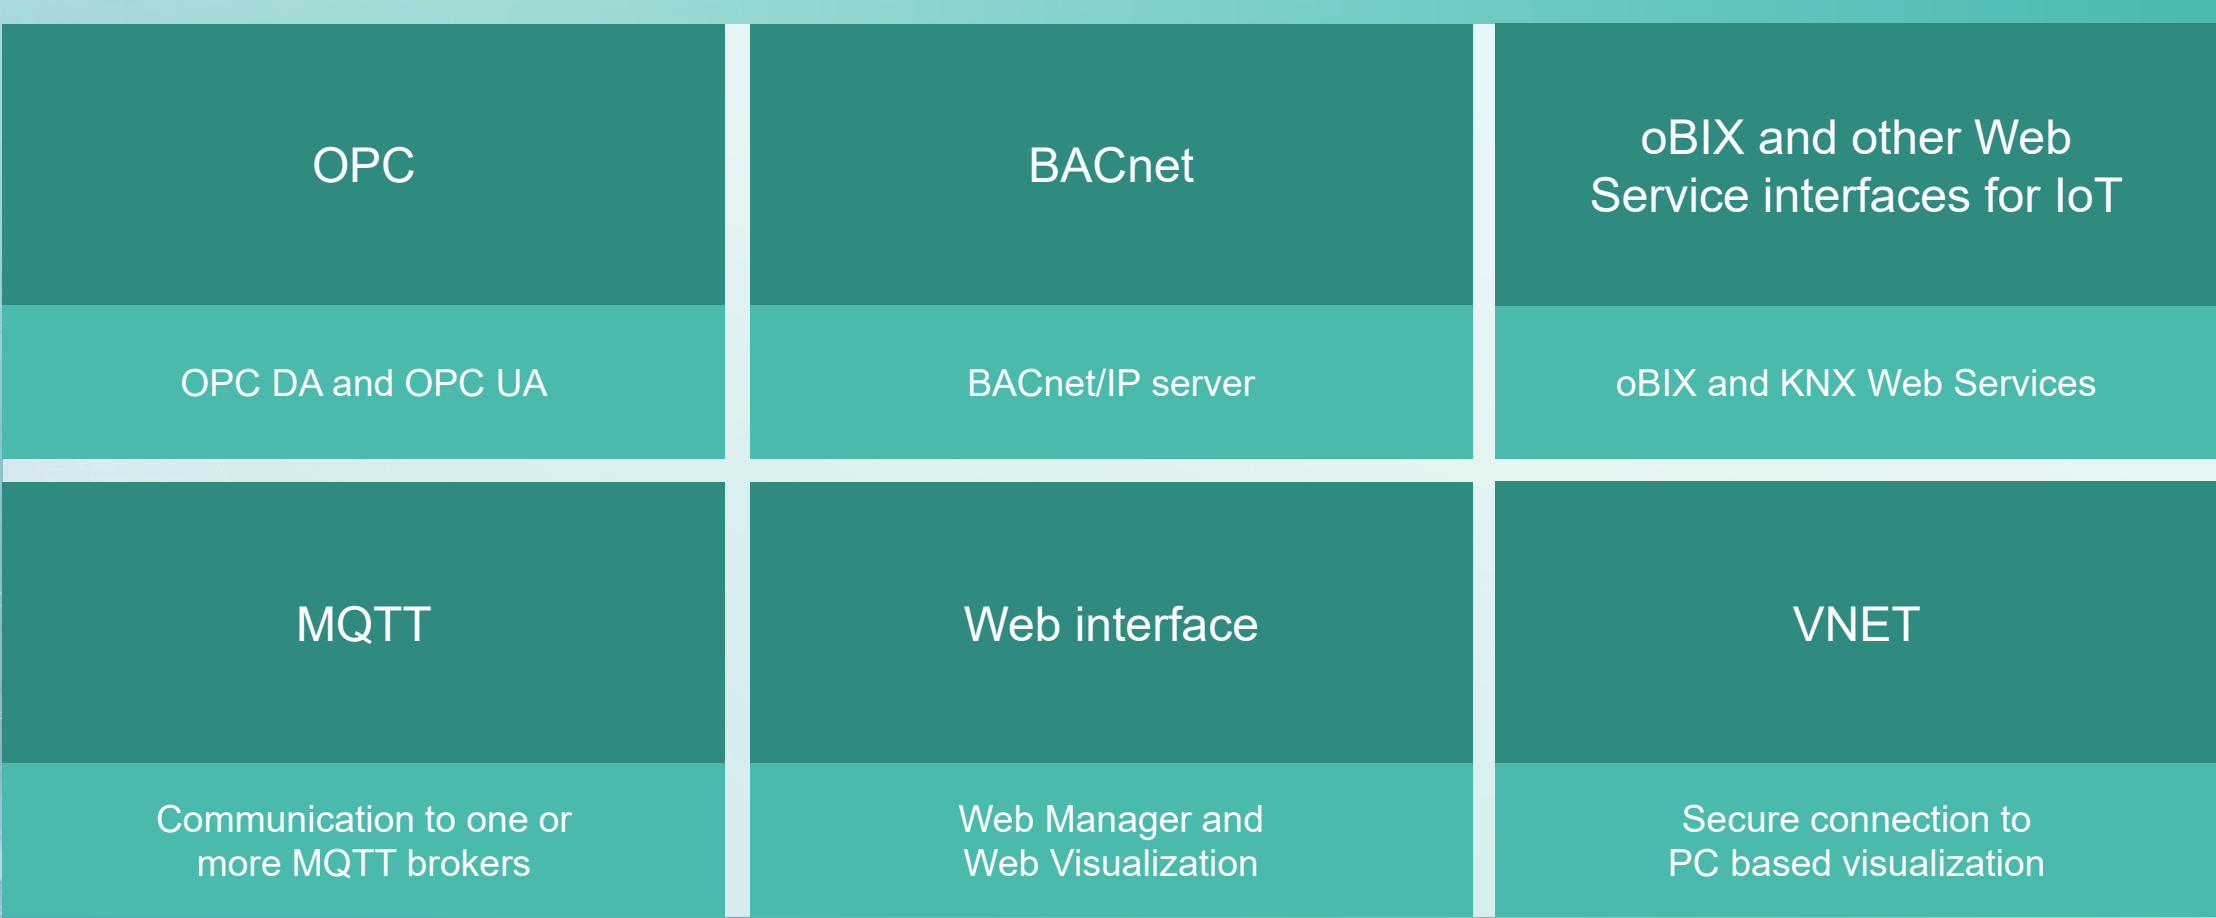 OPC
OPC DA and OPC UA
BACnet
BACnet/IP server
oBIX and other Web
Service interfaces for IoT
oBIX and KNX Web Services
MQTT
Communication to one or
more MQTT brokers
Web interface
Web Manager and
Web Visualization
VNET
Secure connection to
PC based visualization